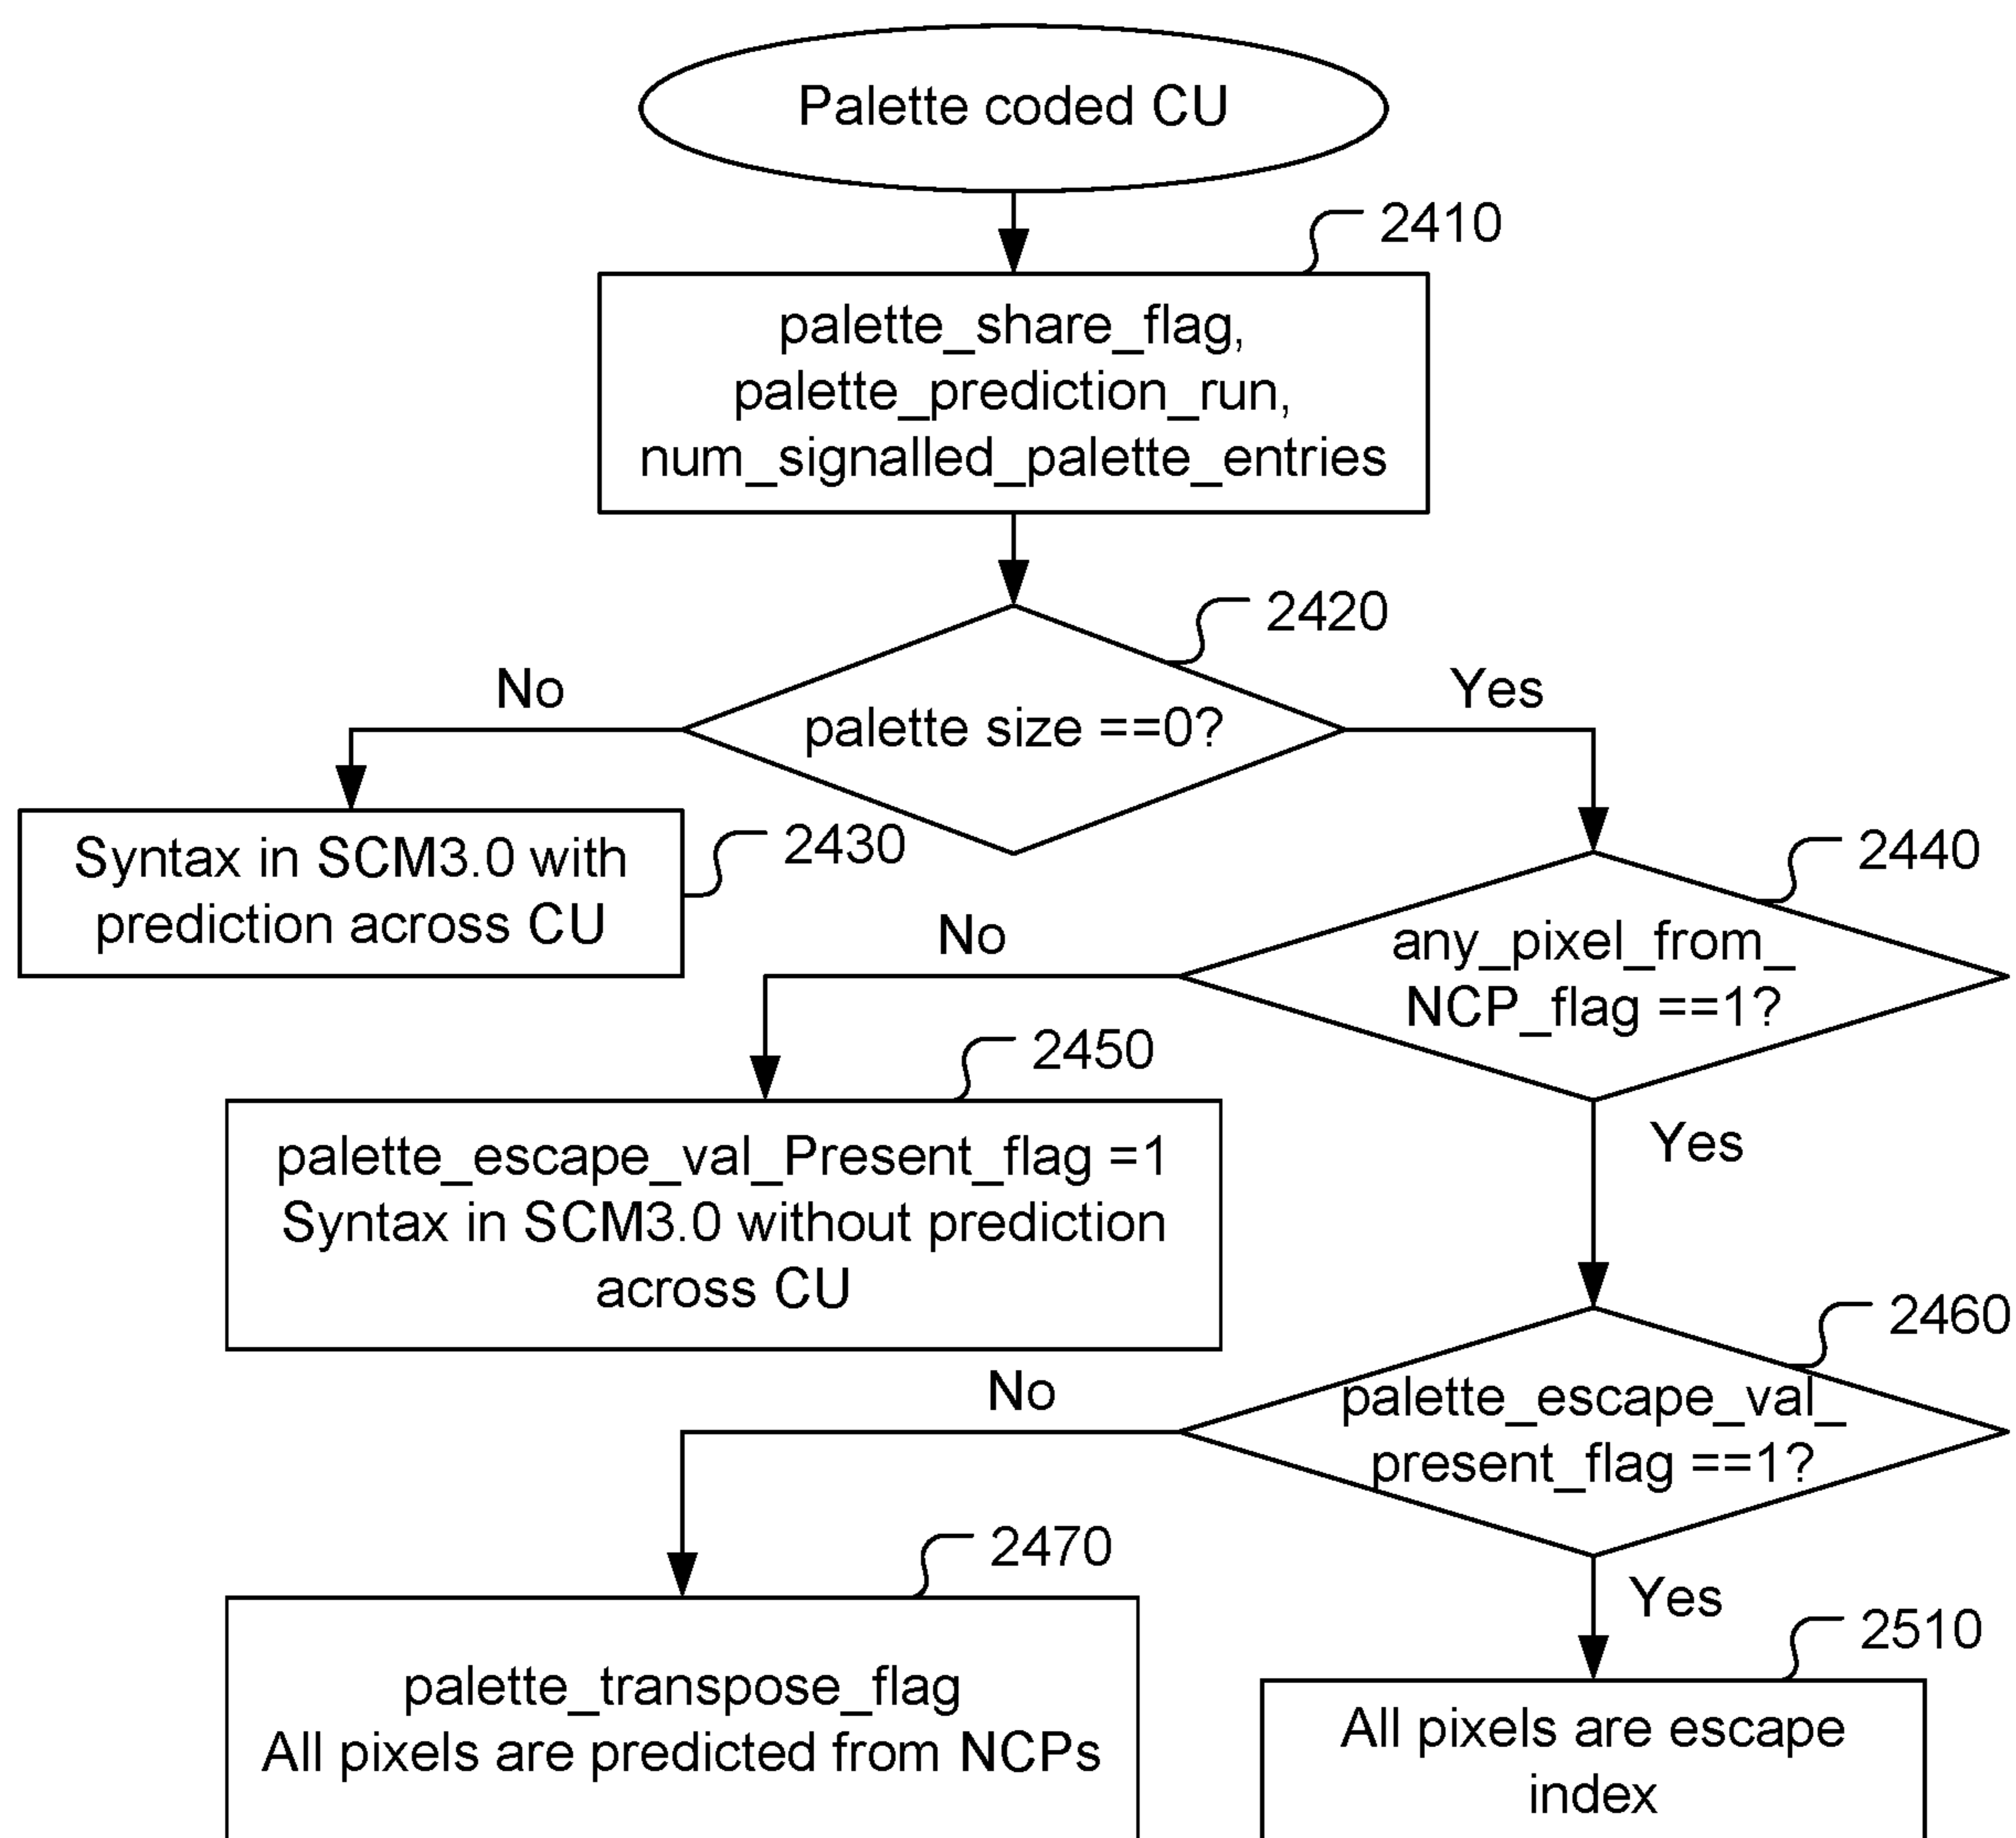 Palette coded CU
2410
palette_share_flag,
palette_prediction_run,
num_signalled_palette_entries
2420
No
Yes
palette size ==0?
2430
Syntax in SCM3.0 with
prediction across CU
2440
No
any_pixel_from_
NCP_flag ==1?
2450
Yes
palette_escape_val_Present_flag =1
Syntax in SCM3.0 without prediction
across CU
2460
No
palette_escape_val_
present_flag ==1?
2470
Yes
2510
palette_transpose_flag
All pixels are predicted from NCPs
All pixels are escape
index